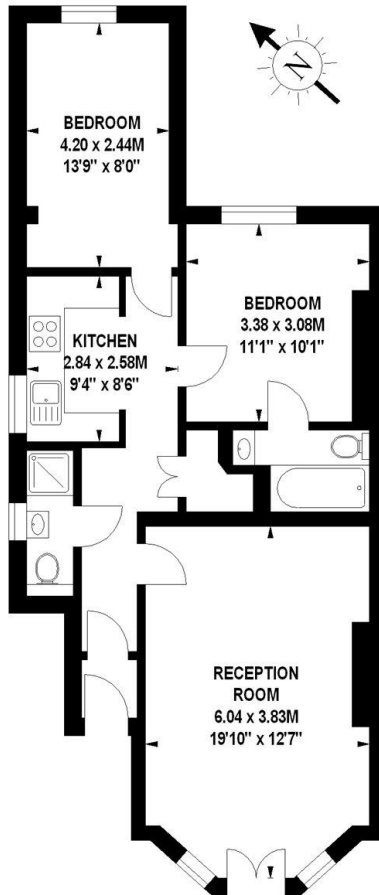 BEDROOM
4.20 x 2.44M
13'9" x 8'0"
N
BEDROOM
3.38 x 3.08M
11'1" x 10'1"
KITCHEN
2.84 x 2.58M
9'4" x 8'6"
RECEPTION
ROOM
6.04 x 3.83M
19'10" x 12'7"